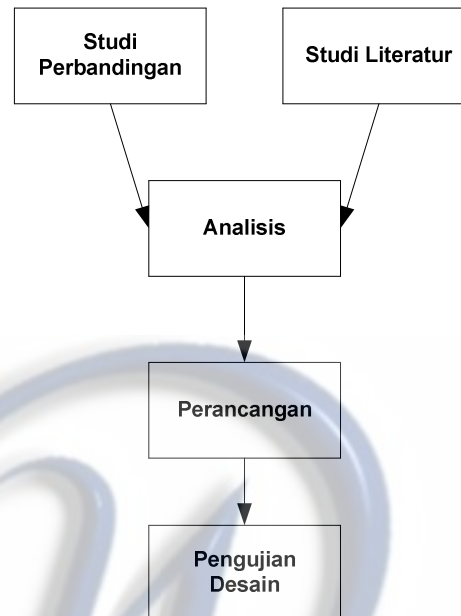 Studi
Perbandingan
Studi Literatur
Analisis
Perancangan
Pengujian
Desain